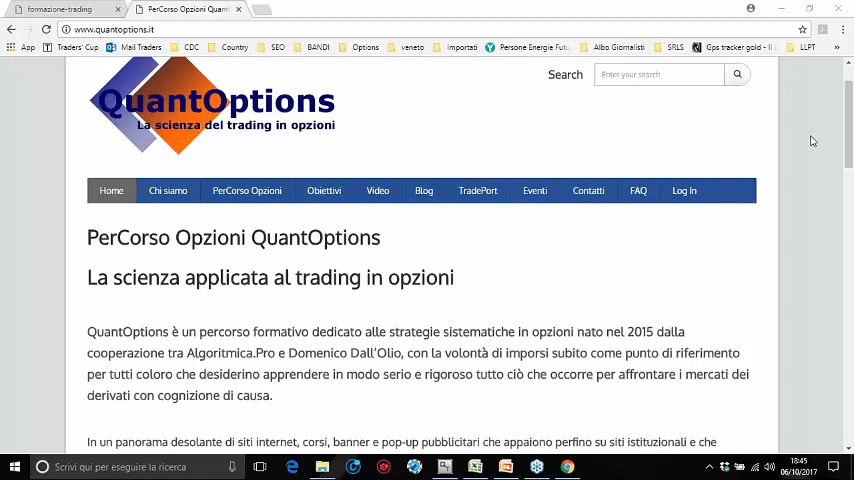 formazione-trading
PerCorso Opzioni Quan
www.quantoptions.it
App
Traders' Cup
Mail Traders
CDC
Country
SEO
BANDI
Options
veneto
Importati
Persone Energie Futu
Albo Giornalisti
SRLS
Gps tracker gold - Il
LLPT
QuantOptions
La scienza del trading in opzioni
Search
Enter your search
Home
Chi siamo
PerCorso Opzioni
Obiettivi
Video
Blog
TradePort
Eventi
Contatti
FAQ
Log In
PerCorso Opzioni QuantOptions
La scienza applicata al trading in opzioni
QuantOptions è un percorso formativo dedicato alle strategie sistematiche in opzioni nato nel 2015 dalla
cooperazione tra Algoritmica.Pro e Domenico Dall'Olio, con la volontà di imporsi subito come punto di riferimento
per tutti coloro che desiderino apprendere in modo serio e rigoroso tutto ciò che occorre per affrontare i mercati dei
derivati con cognizione di causa.
In un panorama desolante di siti internet, corsi, banner e pop-up pubblicitari che appaiono perfino su siti istituzionali e che
Scrivi qui per eseguire la ricerca
18:45
06/10/2017